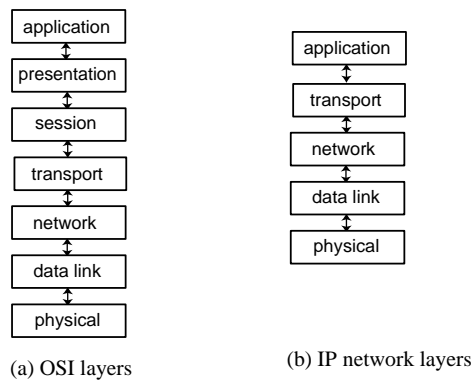 application
presentation
session
transport
network
data link
physical
(a) OSI layers
application
transport
network
data link
physical
(b) IP network layers